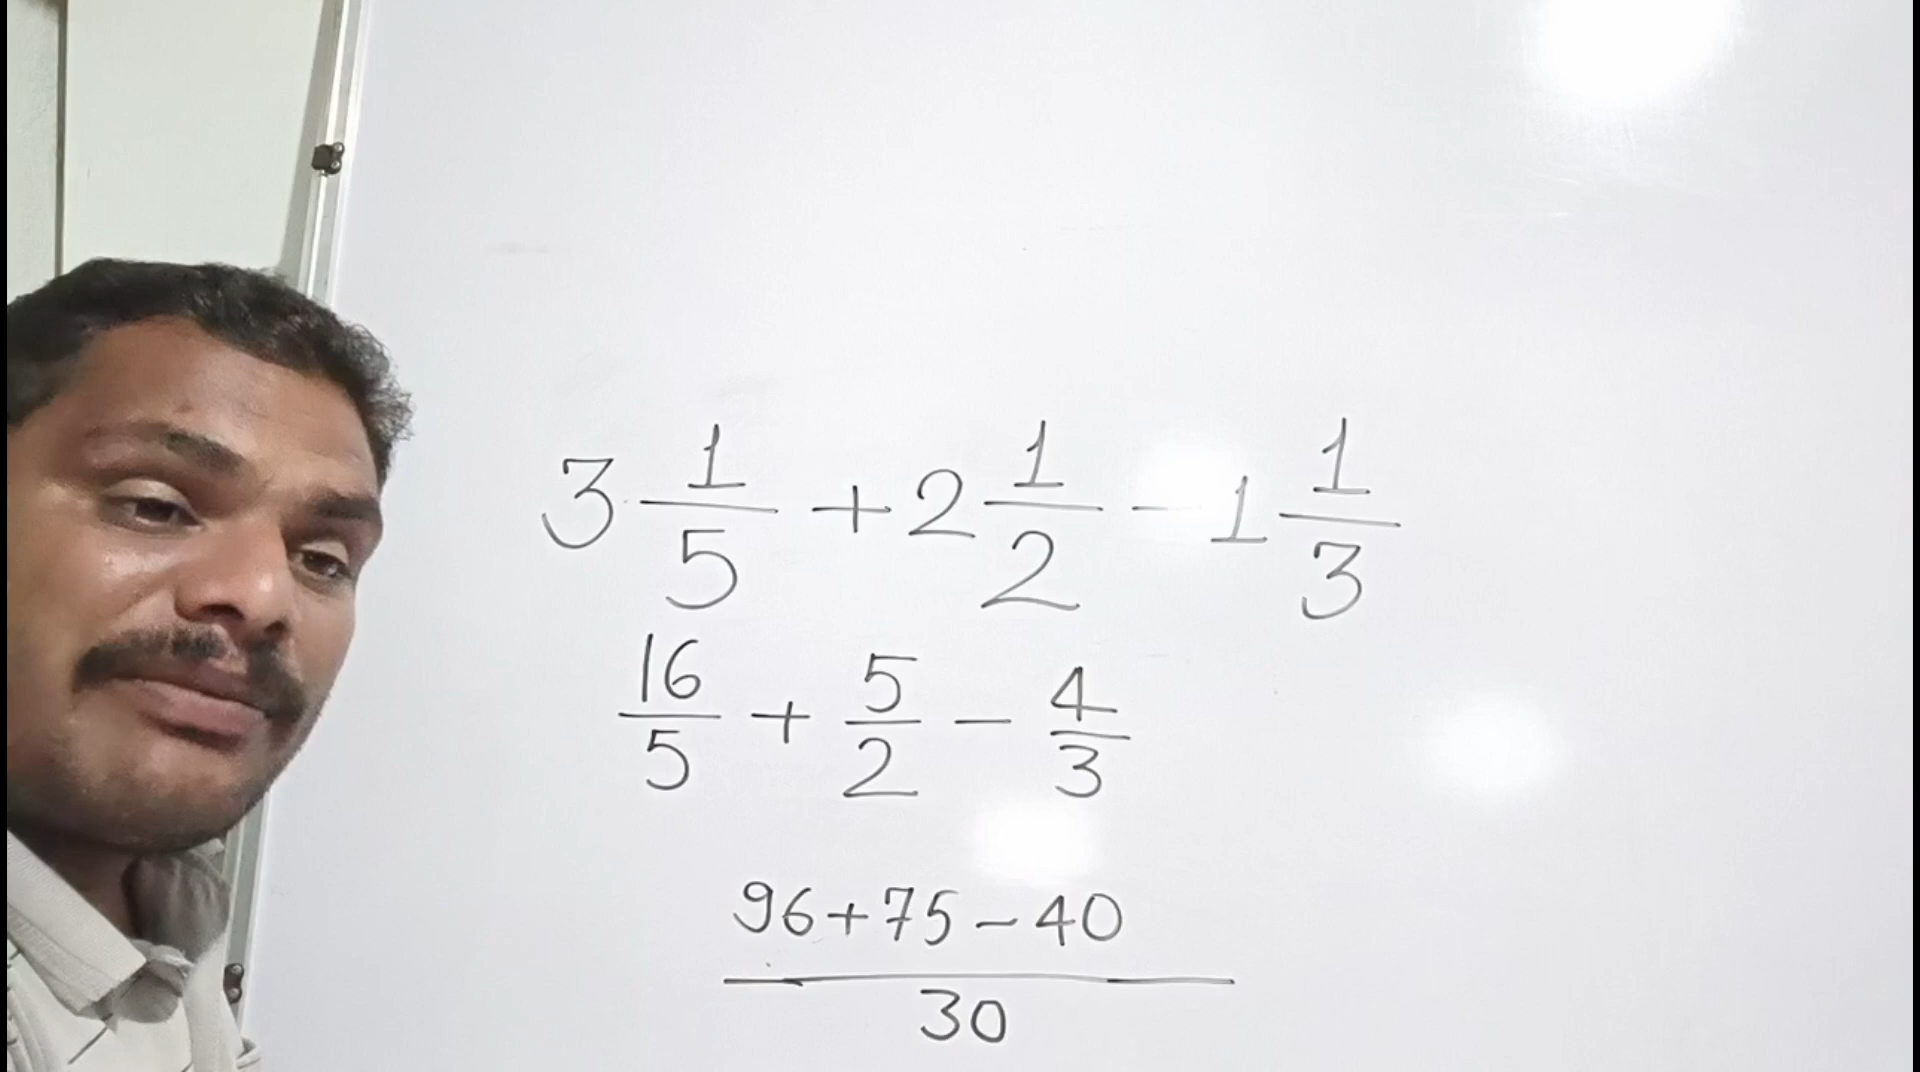 3 1/5 + 2 1/2 - 1 1/3
16/5 + 5/2 - 4/3
96+75-40
30